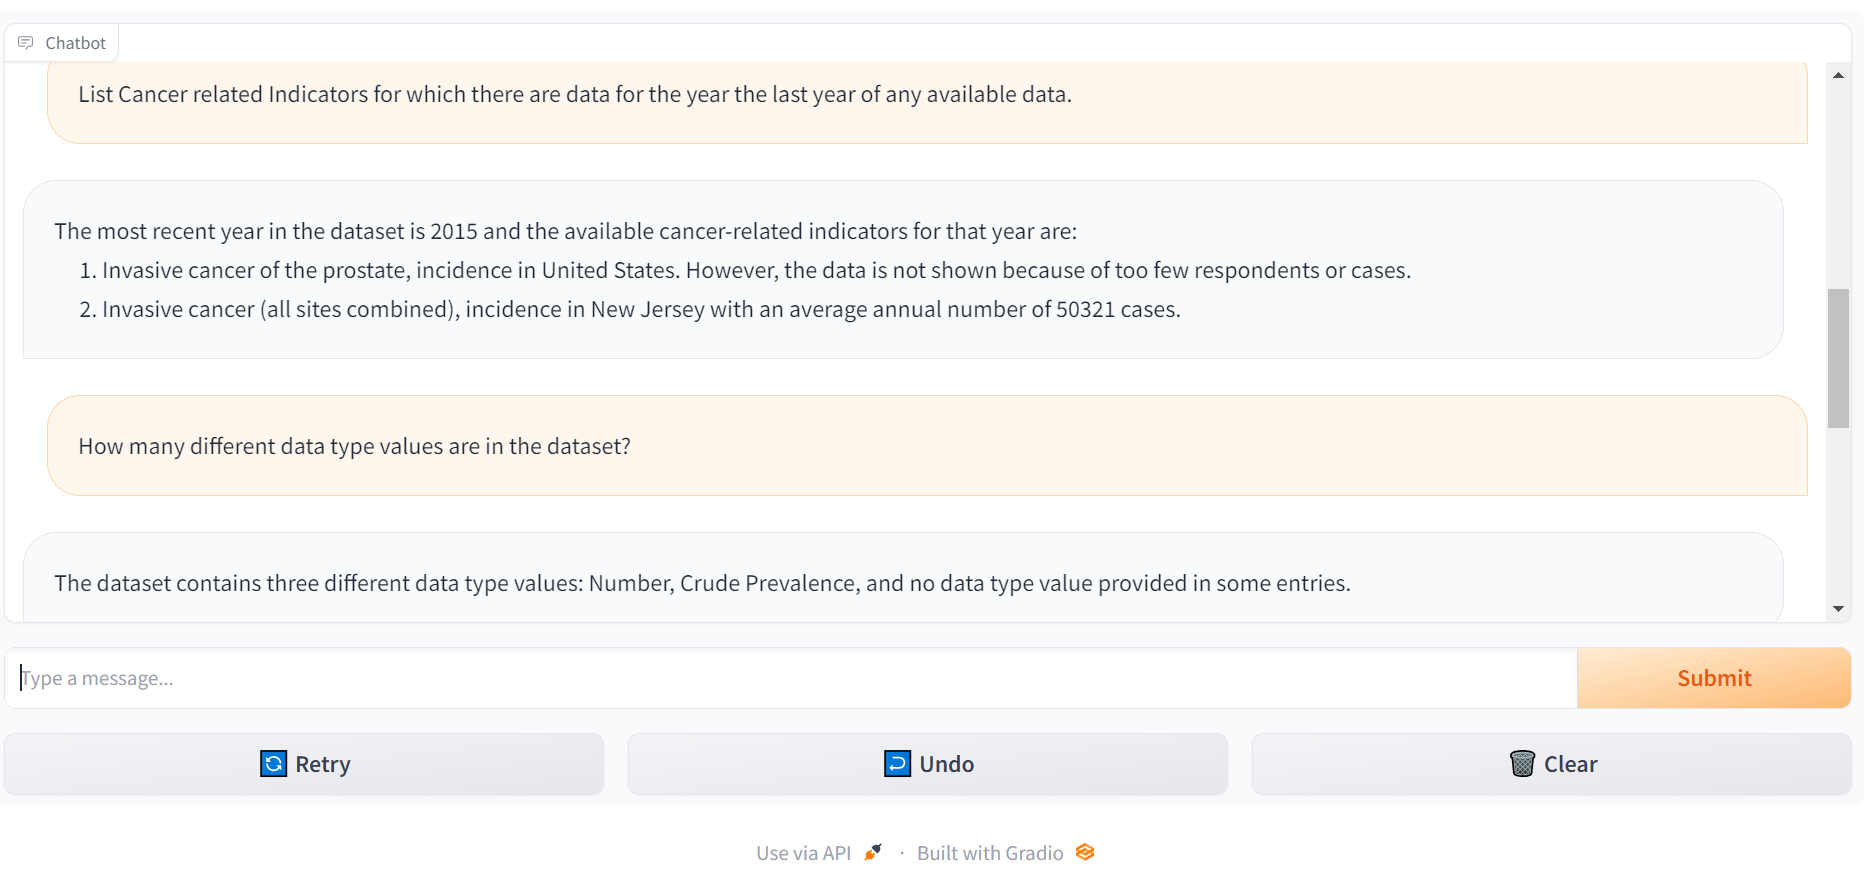 Chatbot
List Cancer related Indicators for which there are data for the year the last year of any available data.
The most recent year in the dataset is 2015 and the available cancer-related indicators for that year are:
1. Invasive cancer of the prostate, incidence in United States. However, the data is not shown because of too few respondents or cases.
2. Invasive cancer (all sites combined), incidence in New Jersey with an average annual number of 50321 cases.
How many different data type values are in the dataset?
The dataset contains three different data type values: Number, Crude Prevalence, and no data type value provided in some entries.
Type a message...
Submit
Retry
Undo
Clear
Use via API · Built with Gradio